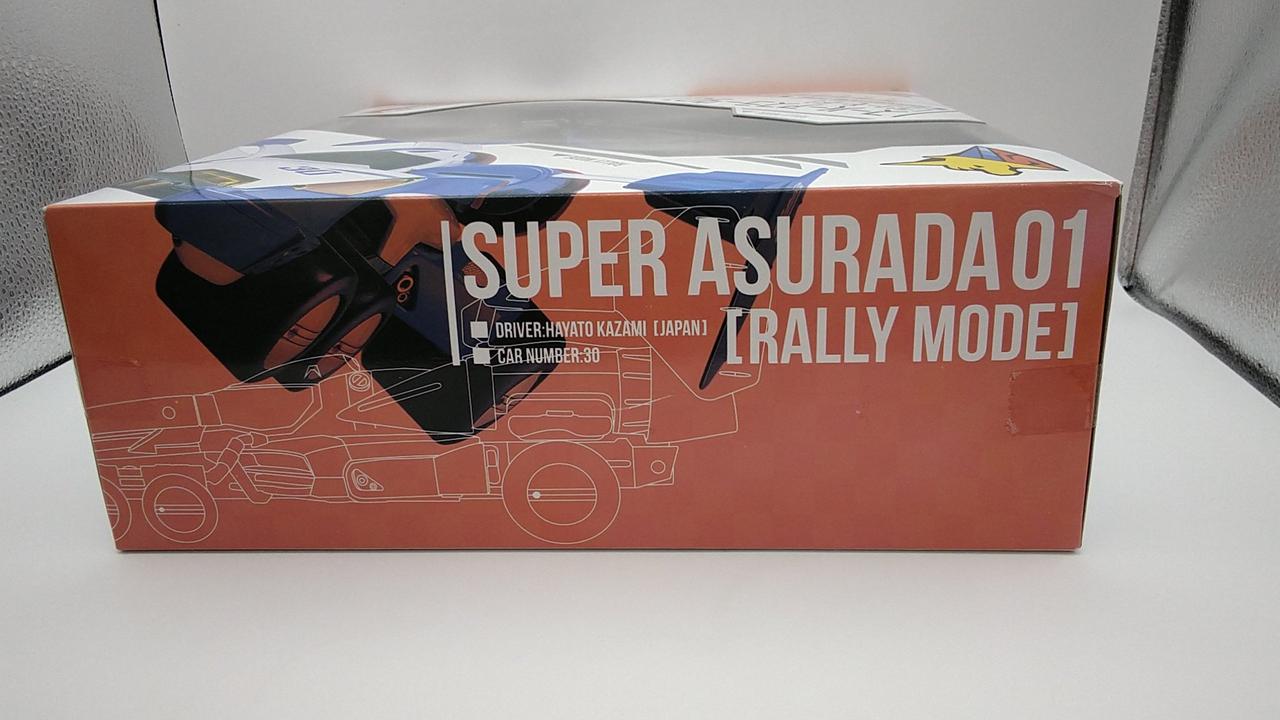 SUPER ASURADA 01
[RALLY MODE]
DRIVER:HAYATO KAZAMI [JAPAN]
CAR NUMBER:30